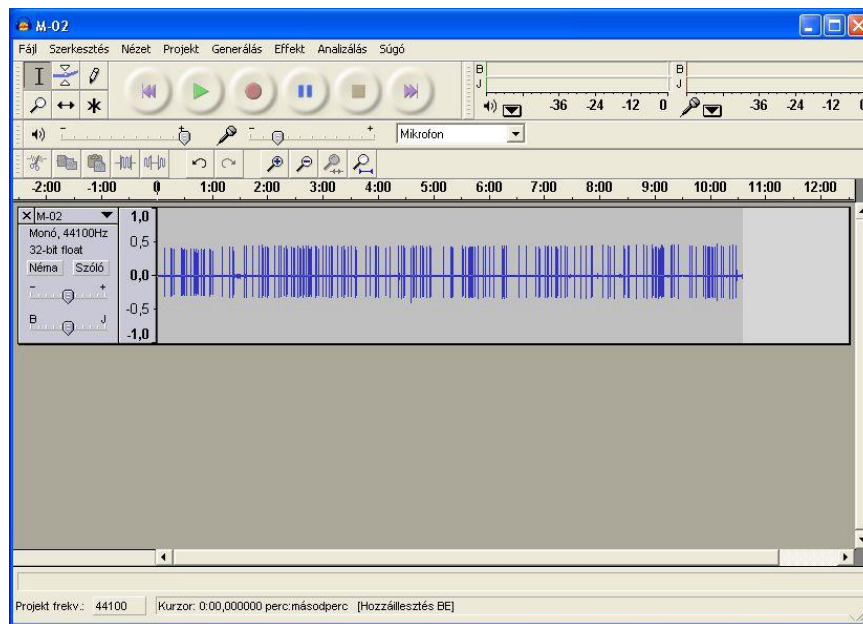 M-02
Fájl Szerkesztés Nézet Projekt Generálás Effekt Analizálás Súgó
B
J
-36 -24 -12 0
B
J
-36 -24 -12
- +
- +
Mikrofon
-2:00 -1:00 0 1:00 2:00 3:00 4:00 5:00 6:00 7:00 8:00 9:00 10:00 11:00 12:00
M-02
Monó, 44100Hz
32-bit float
Néma Szóló
- +
B J
1,0
0,5
0,0
-0,5
-1,0
Projekt frekv.: 44100 Kurzor: 0:00,000000 perc:másodperc [Hozzáillesztés BE]